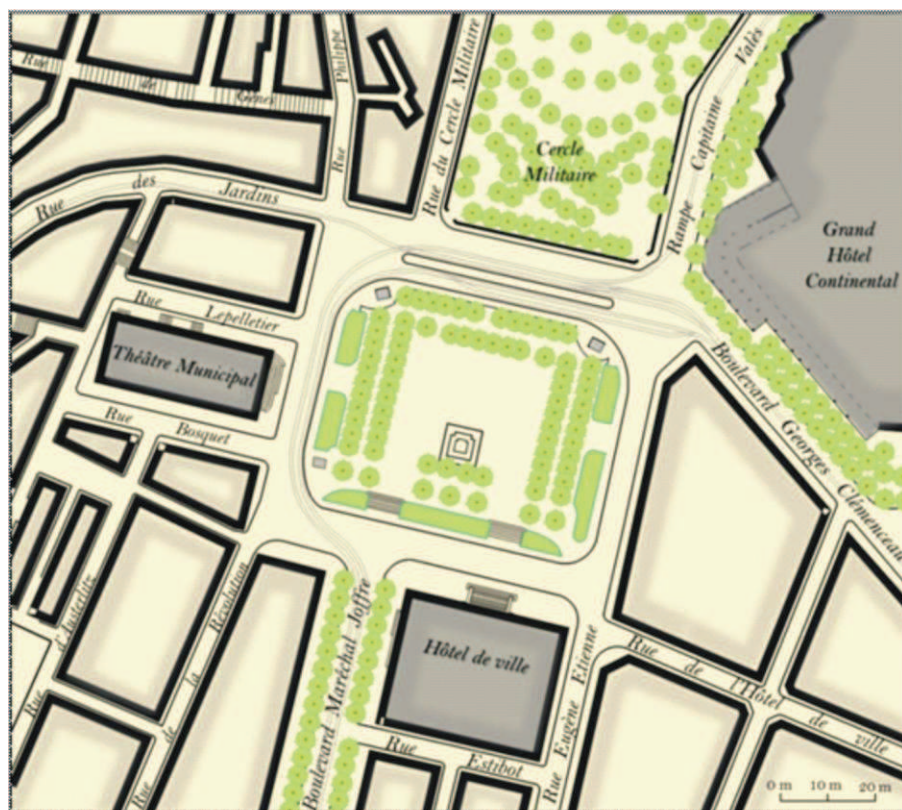 Rue de Gênes
Rue Philippe
Rue du Cercle Militaire
Cercle
Militaire
Rampe Capitaine Valès
Rue des Jardins
Grand
Hôtel
Continental
Rue Lepelletier
Théâtre Municipal
Boulevard Georges Clémenceau
Rue Bosquet
Rue d'Austerlitz
Rue de la Révolution
Boulevard Maréchal Joffre
Hôtel de ville
Rue Eugène Etienne
Rue de l'Hôtel de ville
Rue Estibot
0 m 10 m 20 m